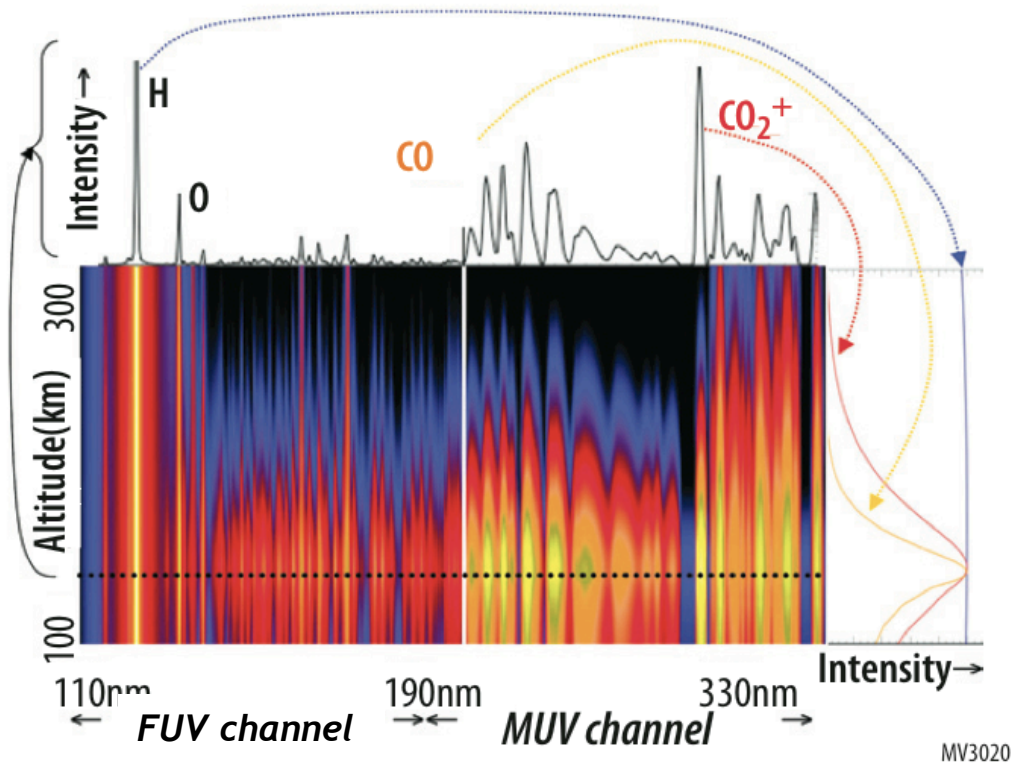 Intensity→
H
O
CO
CO₂⁺
Altitude(km)
300
100
Intensity→
110nm
190nm
330nm
← FUV channel →
← MUV channel →
MV3020